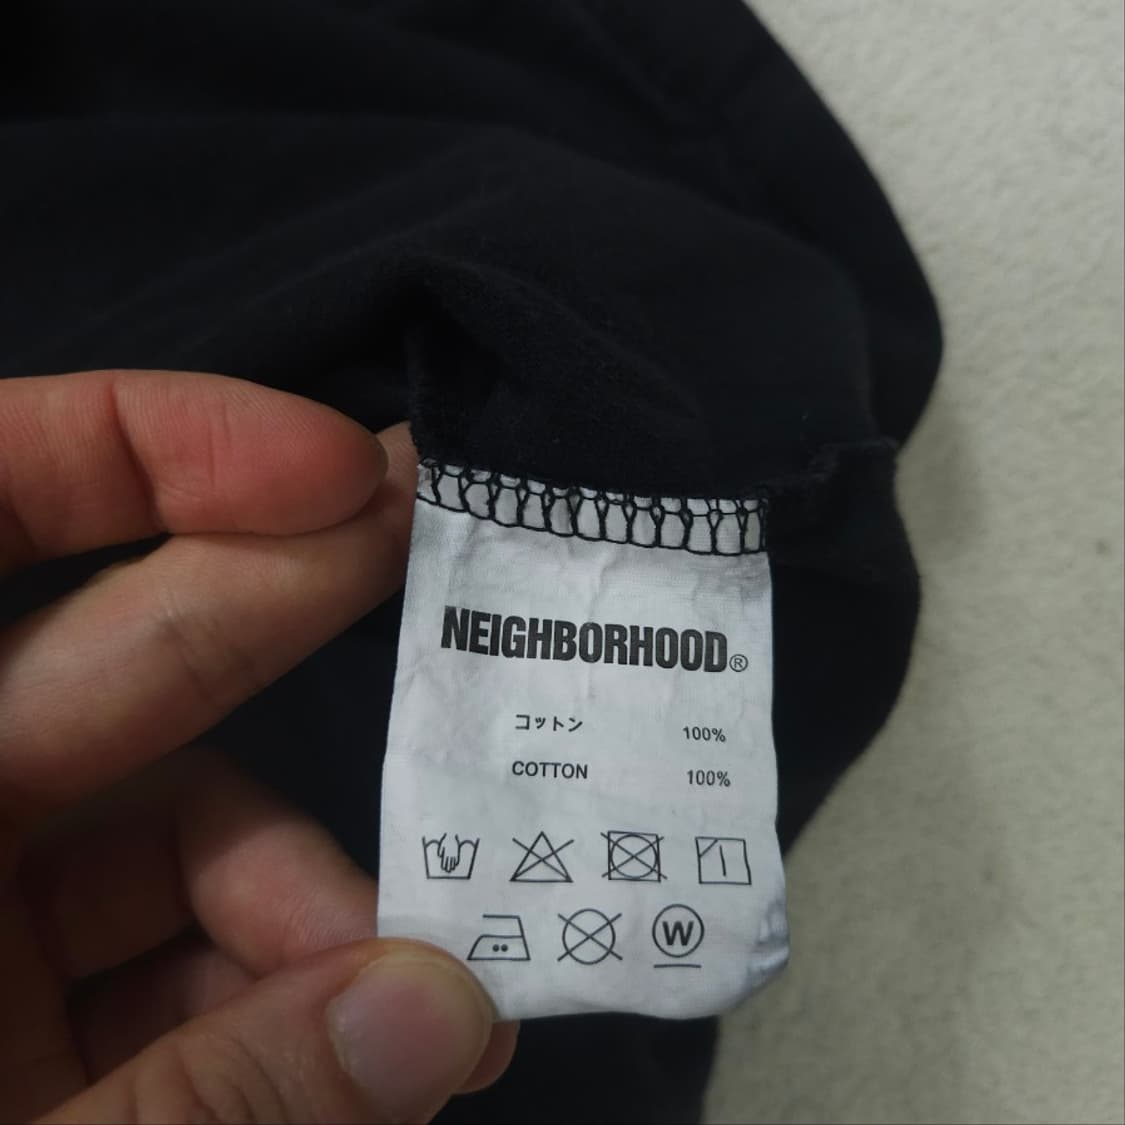 NEIGHBORHOOD®
コットン 100%
COTTON 100%
W